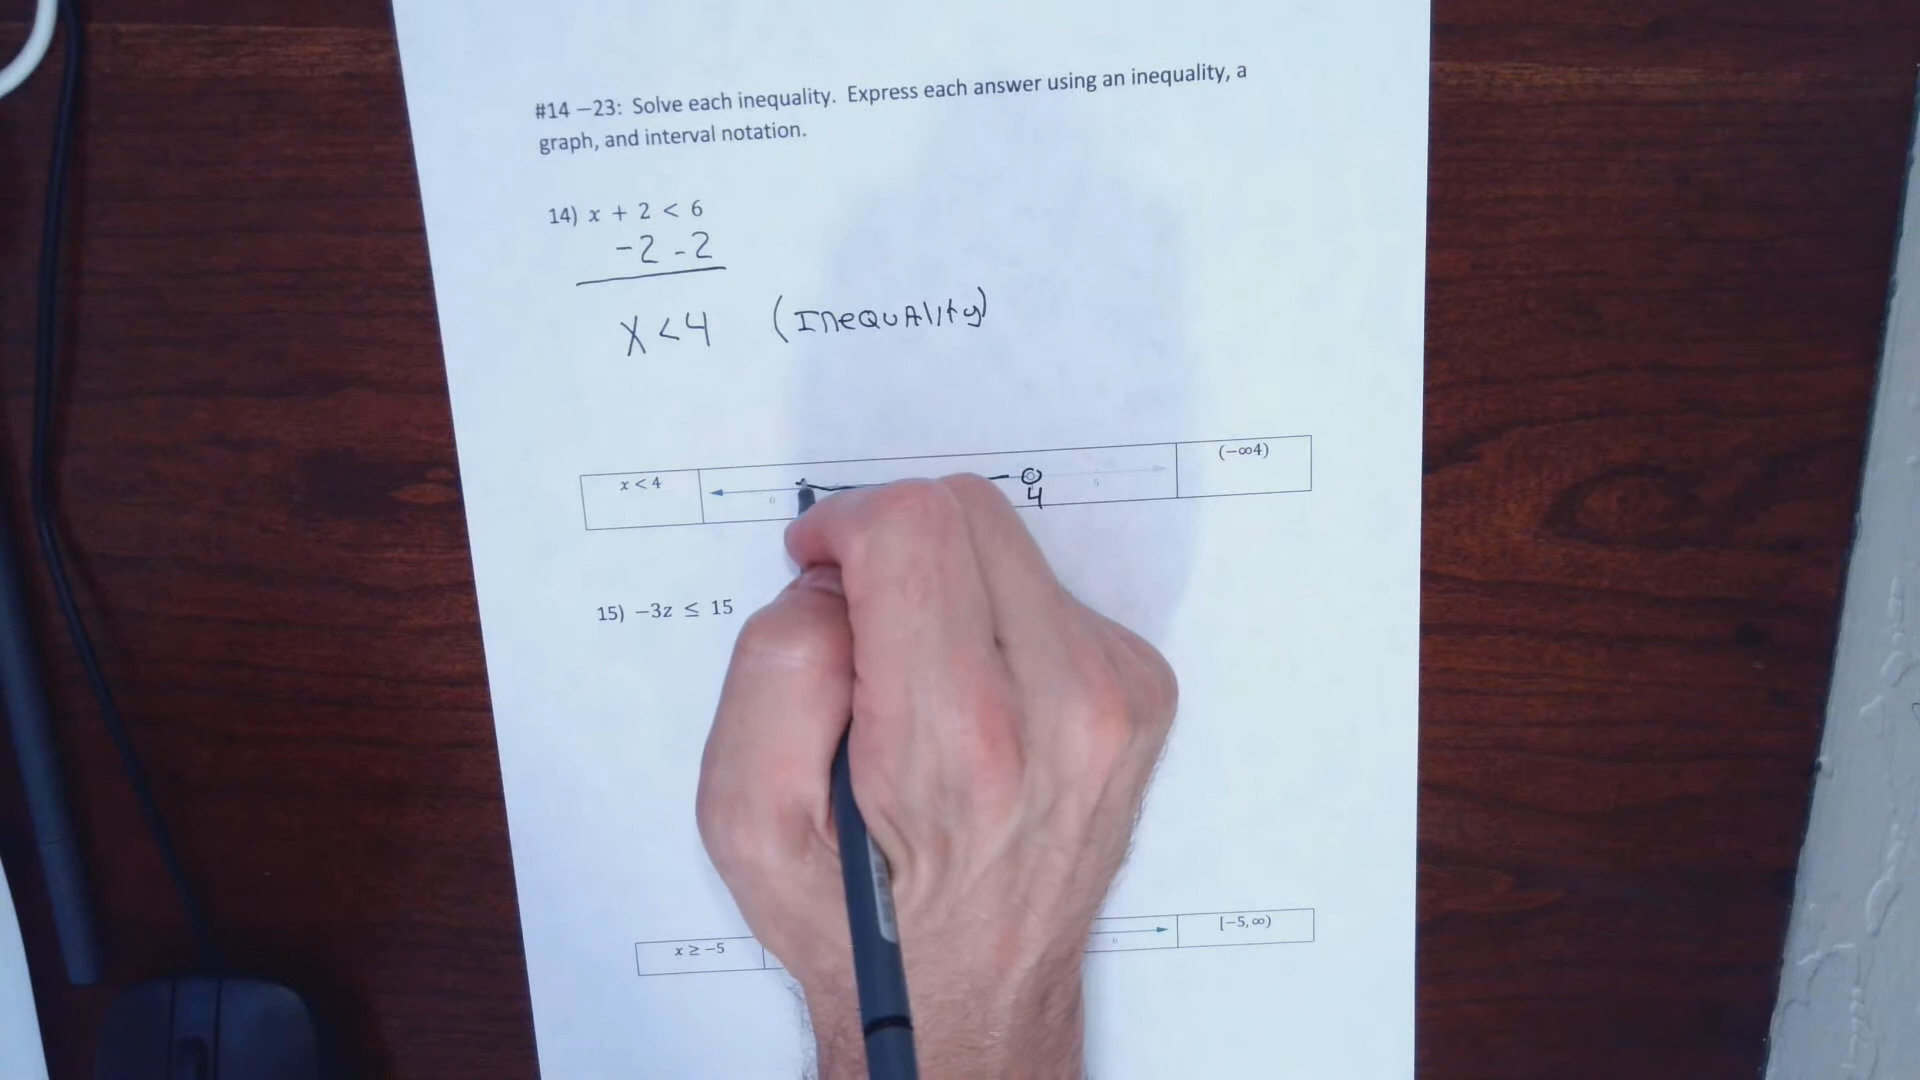 #14 –23: Solve each inequality. Express each answer using an inequality, a
graph, and interval notation.
14) x + 2 < 6
-2 -2
x<4 (InequAlity)
x < 4
4
(−∞4)
15) −3z ≤ 15
x ≥ −5
[−5, ∞)